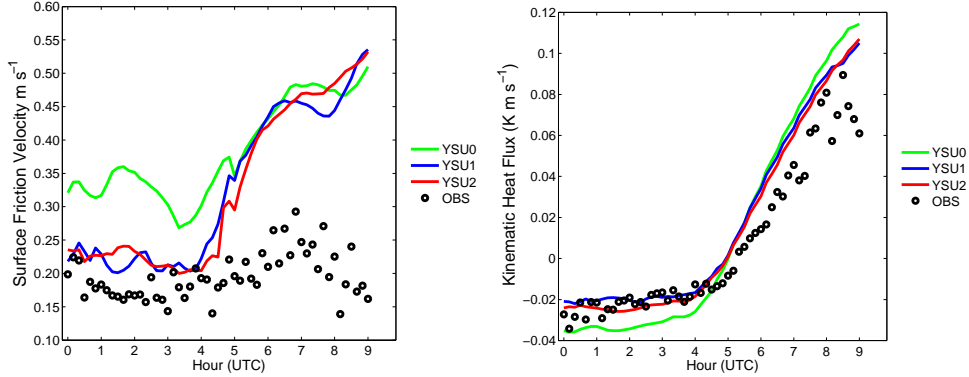 0.60
0.55
0.50
0.45
0.40
0.35
0.30
0.25
0.20
0.15
0.10
Surface Friction Velocity m s−1
0 1 2 3 4 5 6 7 8 9
Hour (UTC)
YSU0
YSU1
YSU2
OBS
0.12
0.1
0.08
0.06
0.04
0.02
0
−0.02
−0.04
Kinematic Heat Flux (K m s−1)
0 1 2 3 4 5 6 7 8 9
Hour (UTC)
YSU0
YSU1
YSU2
OBS